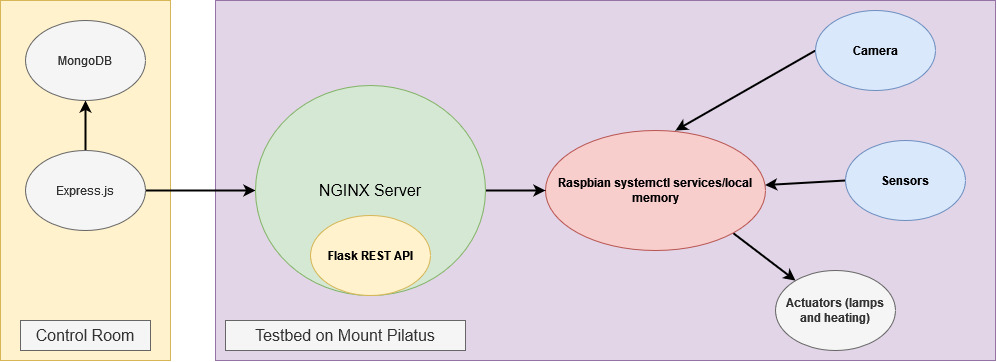 MongoDB
Express.js
Control Room
NGINX Server
Flask REST API
Testbed on Mount Pilatus
Raspbian systemctl services/local
memory
Camera
Sensors
Actuators (lamps
and heating)